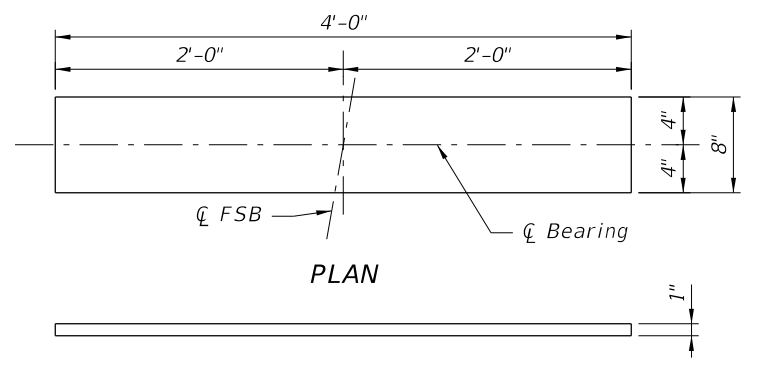 4'-0"
2'-0"
2'-0"
4"
4"
8"
℄ FSB
℄ Bearing
PLAN
1"